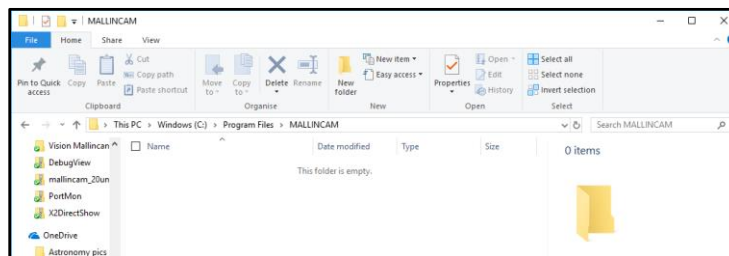 MALLINCAM
File Home Share View
Pin to Quick access
Copy
Paste
Cut
Copy path
Paste shortcut
Clipboard
Move to
Copy to
Delete
Rename
Organise
New folder
New item
Easy access
New
Properties
Open
Edit
History
Open
Select all
Select none
Invert selection
Select
This PC > Windows (C:) > Program Files > MALLINCAM
Search MALLINCAM
Name Date modified Type Size
This folder is empty.
0 items
Vision Mallincan
DebugView
mallincam_20un
PortMon
X2DirectShow
OneDrive
Astronomy pics